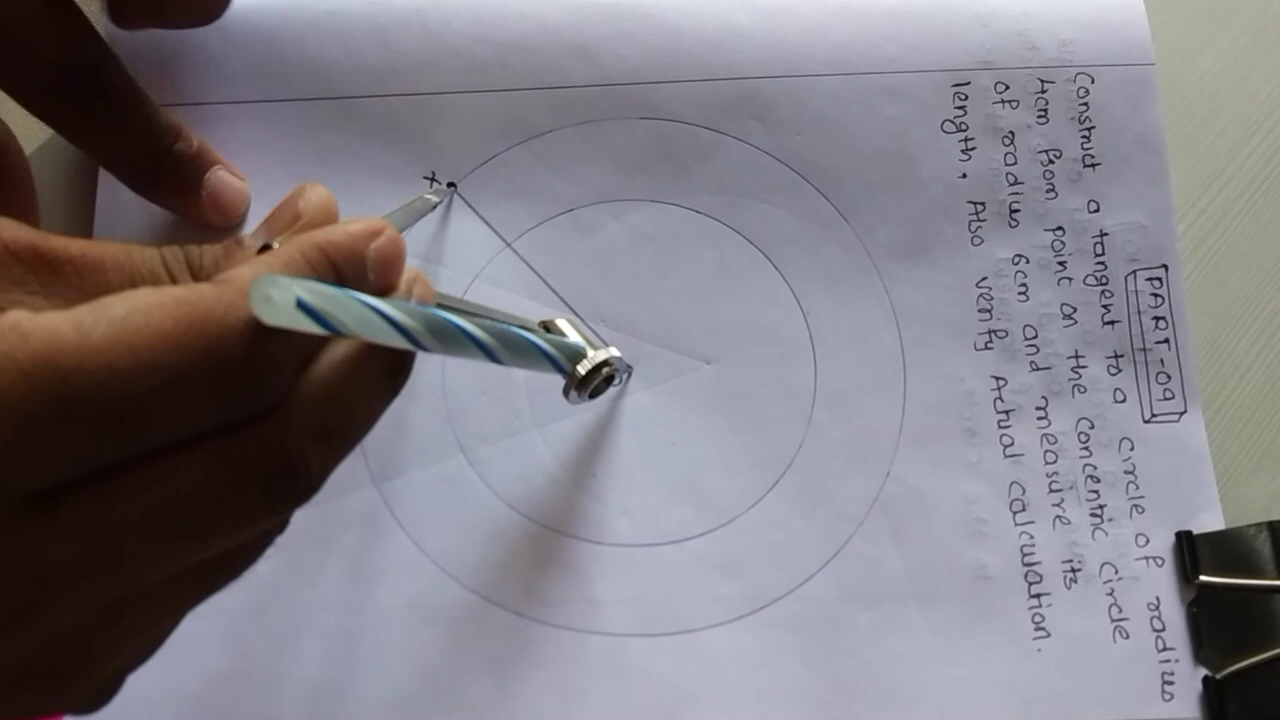 PART-09
Construct a tangent to a circle of radius
4cm from point on the concentric circle
of radius 6cm and measure its
length. Also verify Actual calculation.
X
O